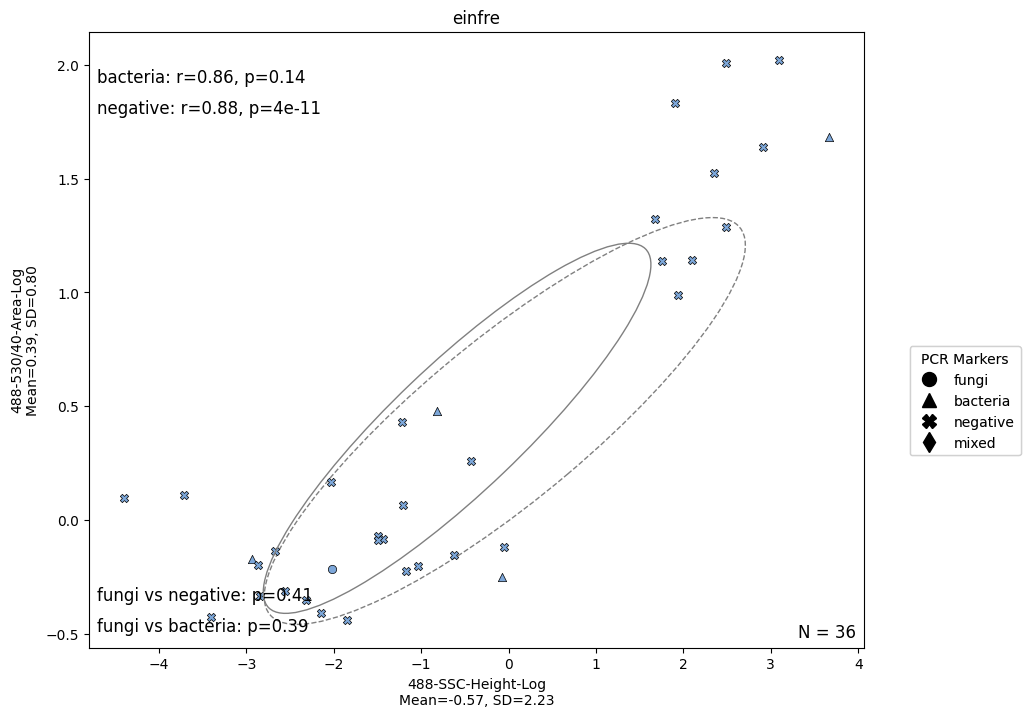 einfre
2.0
1.5
1.0
0.5
0.0
−0.5
488-530/40-Area-Log
Mean=0.39, SD=0.80
bacteria: r=0.86, p=0.14
negative: r=0.88, p=4e-11
fungi vs negative: p=0.41
fungi vs bacteria: p=0.39
N = 36
−4 −3 −2 −1 0 1 2 3 4
488-SSC-Height-Log
Mean=-0.57, SD=2.23
PCR Markers
fungi
bacteria
negative
mixed